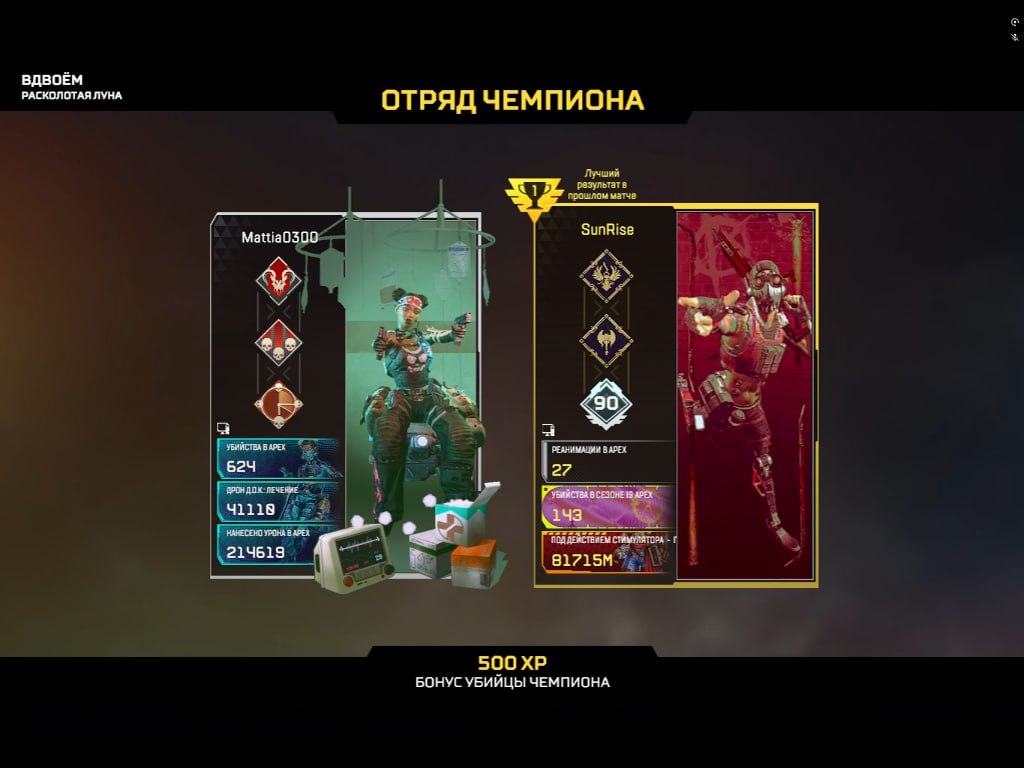 ВДВОЁМ
РАСКОЛОТАЯ ЛУНА
ОТРЯД ЧЕМПИОНА
Лучший
результат в
прошлом матче
1
Mattia0300
УБИЙСТВА В APEX
624
ДРОН Д.О.К.: ЛЕЧЕНИЕ
41110
НАНЕСЕНО УРОНА В APEX
214619
SunRise
90
РЕАНИМАЦИИ В APEX
27
УБИЙСТВА В СЕЗОНЕ 19 APEX
143
ПОД ДЕЙСТВИЕМ СТИМУЛЯТОРА - П
81715М
500 XP
БОНУС УБИЙЦЫ ЧЕМПИОНА